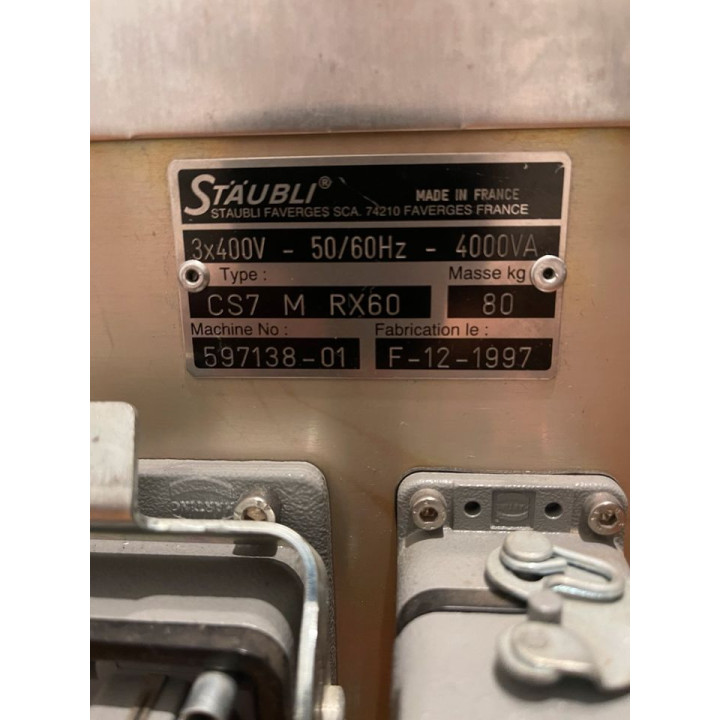 STÄUBLI® MADE IN FRANCE
STAUBLI FAVERGES SCA. 74210 FAVERGES FRANCE
3x400V - 50/60Hz - 4000VA
Type : Masse kg
CS7 M RX60 80
Machine No : Fabrication le :
597138-01 F-12-1997
HARTING